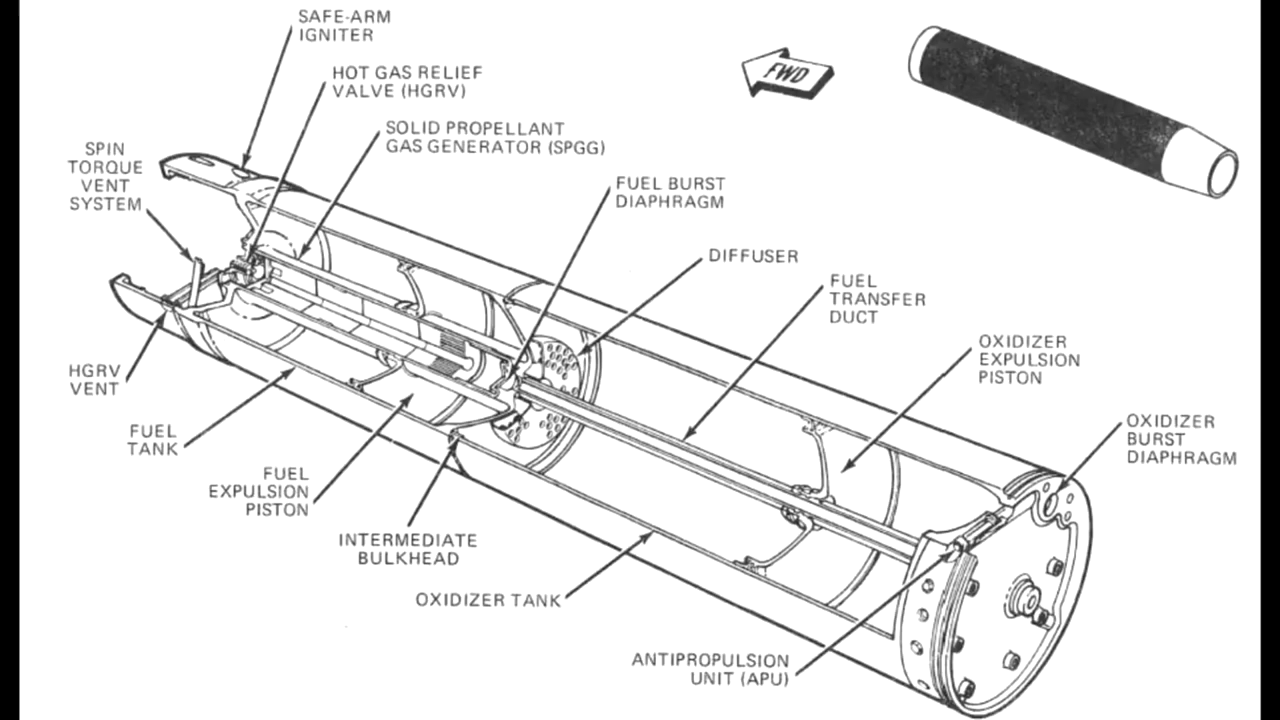 SAFE-ARM
IGNITER
HOT GAS RELIEF
VALVE (HGRV)
SOLID PROPELLANT
GAS GENERATOR (SPGG)
SPIN
TORQUE
VENT
SYSTEM
FUEL BURST
DIAPHRAGM
FWD
DIFFUSER
FUEL
TRANSFER
DUCT
OXIDIZER
EXPULSION
PISTON
OXIDIZER
BURST
DIAPHRAGM
HGRV
VENT
FUEL
TANK
FUEL
EXPULSION
PISTON
INTERMEDIATE
BULKHEAD
OXIDIZER TANK
ANTIPROPULSION
UNIT (APU)